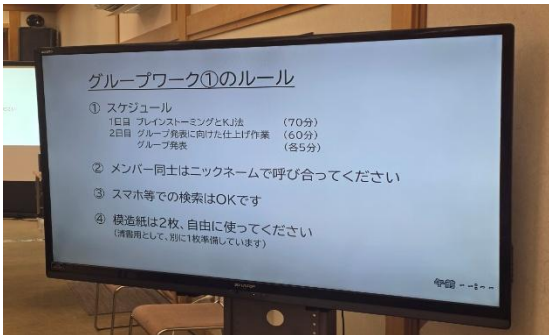 グループワーク①のルール
① スケジュール
1日目 ブレインストーミングとKJ法 (70分)
2日目 グループ発表に向けた仕上げ作業 (60分)
グループ発表 (各5分)
② メンバー同士はニックネームで呼び合ってください
③ スマホ等での検索はOKです
④ 模造紙は2枚、自由に使ってください
(清書用として、別に1枚準備しています)
午前 --:--
SHARP